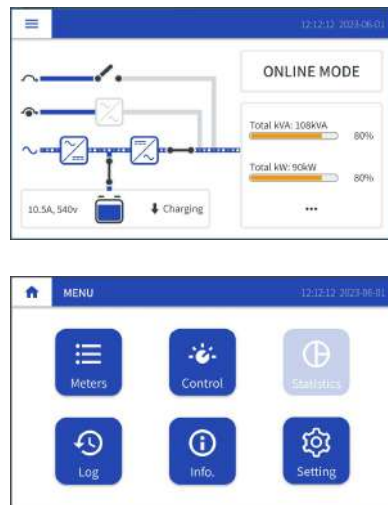 12:12:12 2023-06-01
ONLINE MODE
Total kVA: 108kVA
80%
Total kW: 90kW
80%
10.5A, 540v
Charging
...
MENU
12:12:12 2023-06-01
Meters
Control
Statistics
Log
Info.
Setting